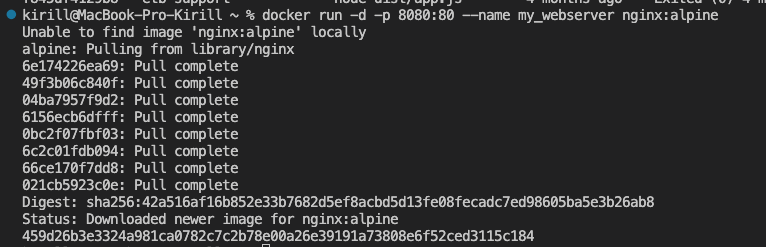 kirill@MacBook-Pro-Kirill ~ % docker run -d -p 8080:80 --name my_webserver nginx:alpine
Unable to find image 'nginx:alpine' locally
alpine: Pulling from library/nginx
6e174226ea69: Pull complete
49f3b06c840f: Pull complete
04ba7957f9d2: Pull complete
6156ecb6dfff: Pull complete
0bc2f07fbf03: Pull complete
6c2c01fdb094: Pull complete
66ce170f7dd8: Pull complete
021cb5923c0e: Pull complete
Digest: sha256:42a516af16b852e33b7682d5ef8acbd5d13fe08fecadc7ed98605ba5e3b26ab8
Status: Downloaded newer image for nginx:alpine
459d26b3e3324a981ca0782c7c2b78e00a26e39191a73808e6f52ced3115c184